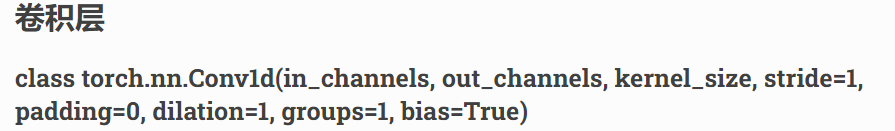 卷积层
class torch.nn.Conv1d(in_channels, out_channels, kernel_size, stride=1,
padding=0, dilation=1, groups=1, bias=True)